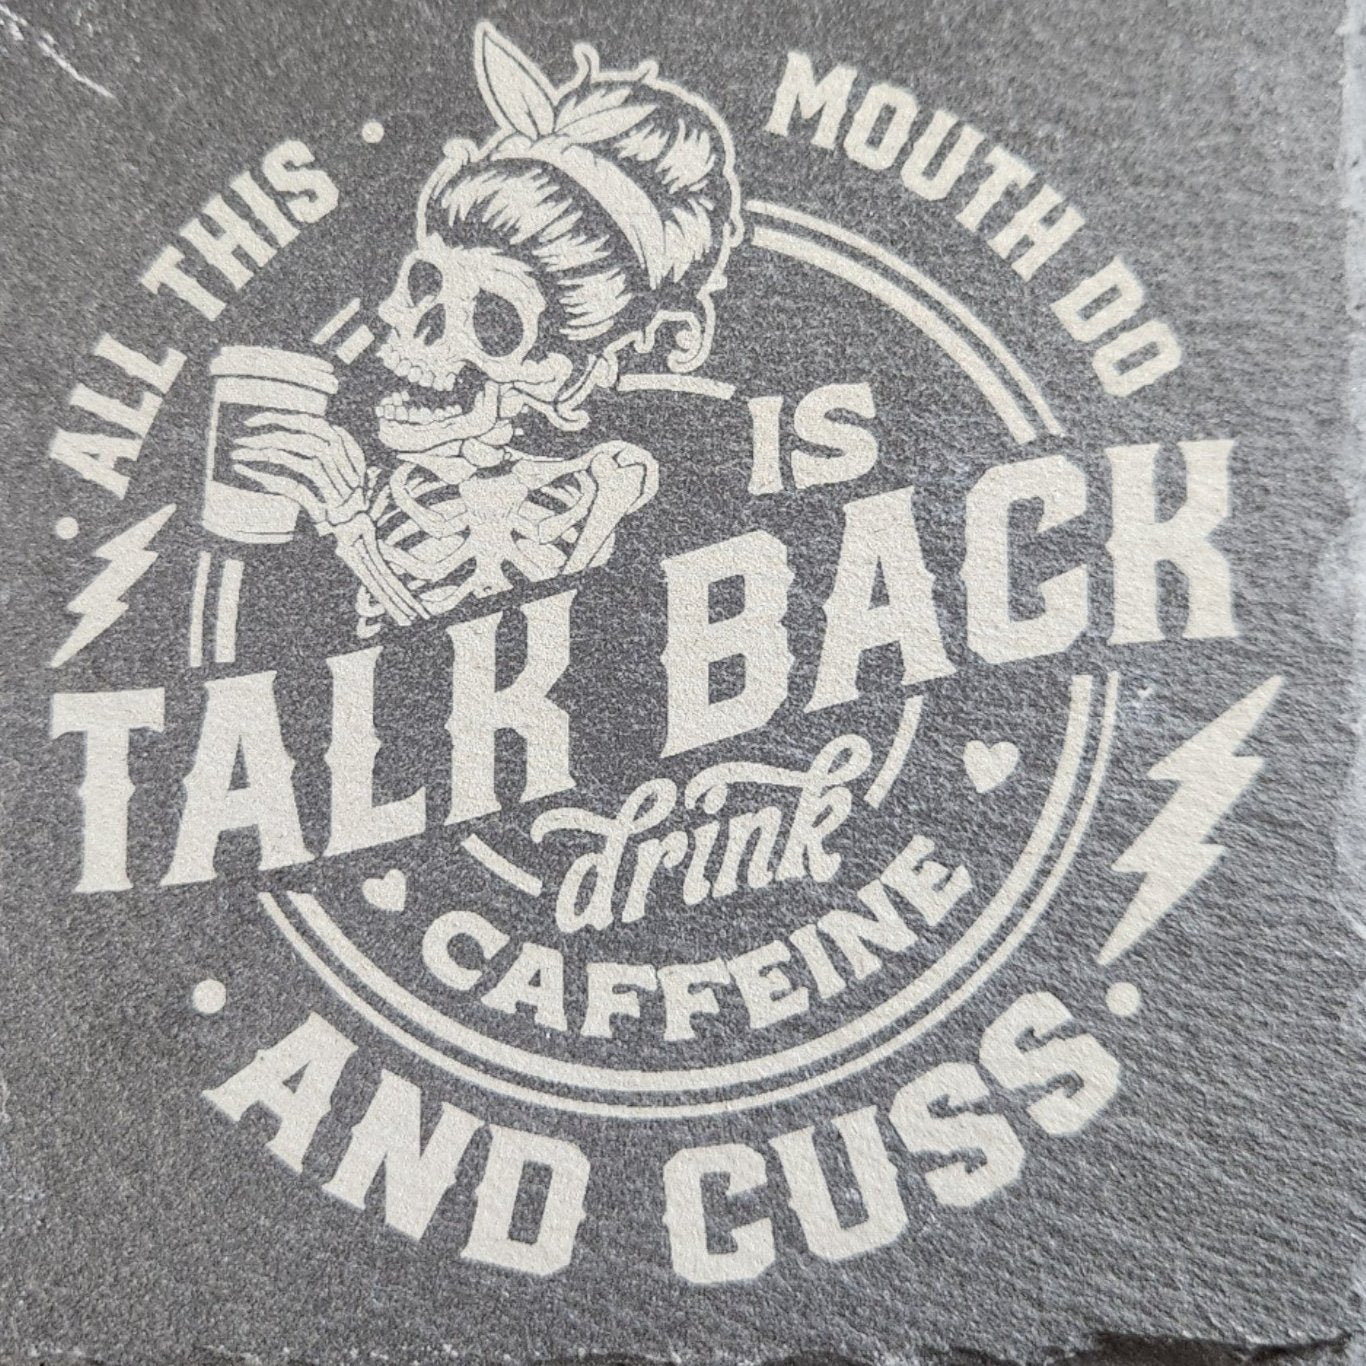 ALL THIS MOUTH DO
IS
TALK BACK
drink
CAFFEINE
AND CUSS